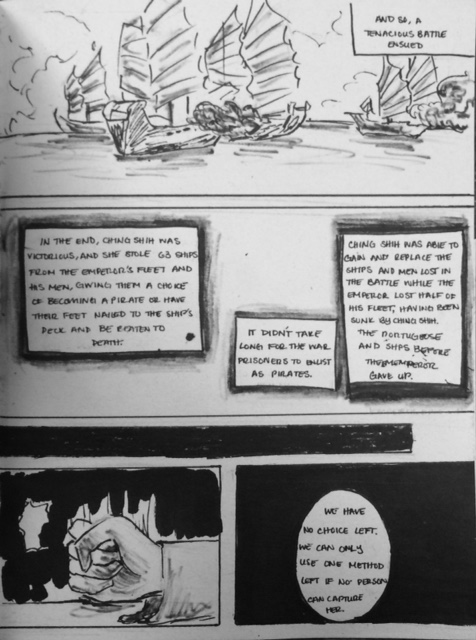 AND SO, A
TENACIOUS BATTLE
ENSUED
IN THE END, CHING SHIH WAS
VICTORIOUS, AND SHE STOLE 63 SHIPS
FROM THE EMPEROR'S FLEET AND
HIS MEN, GIVING THEM A CHOICE
OF BECOMING A PIRATE OR HAVE
THEIR FEET NAILED TO THE SHIP'S
DECK AND BE BEATEN TO
DEATH.
IT DIDN'T TAKE
LONG FOR THE WAR
PRISONERS TO ENLIST
AS PIRATES.
CHING SHIH WAS ABLE TO
GAIN AND REPLACE THE
SHIPS AND MEN LOST IN
THE BATTLE WHILE THE
EMPEROR LOST HALF OF
HIS FLEET, HAVING BEEN
SUNK BY CHING SHIH.
THE PORTUGUESE
AND SHIPS BEFORE
THE EMPEROR
GAVE UP.
WE HAVE
NO CHOICE LEFT.
WE CAN ONLY
USE ONE METHOD
LEFT IF NO PERSON
CAN CAPTURE
HER.